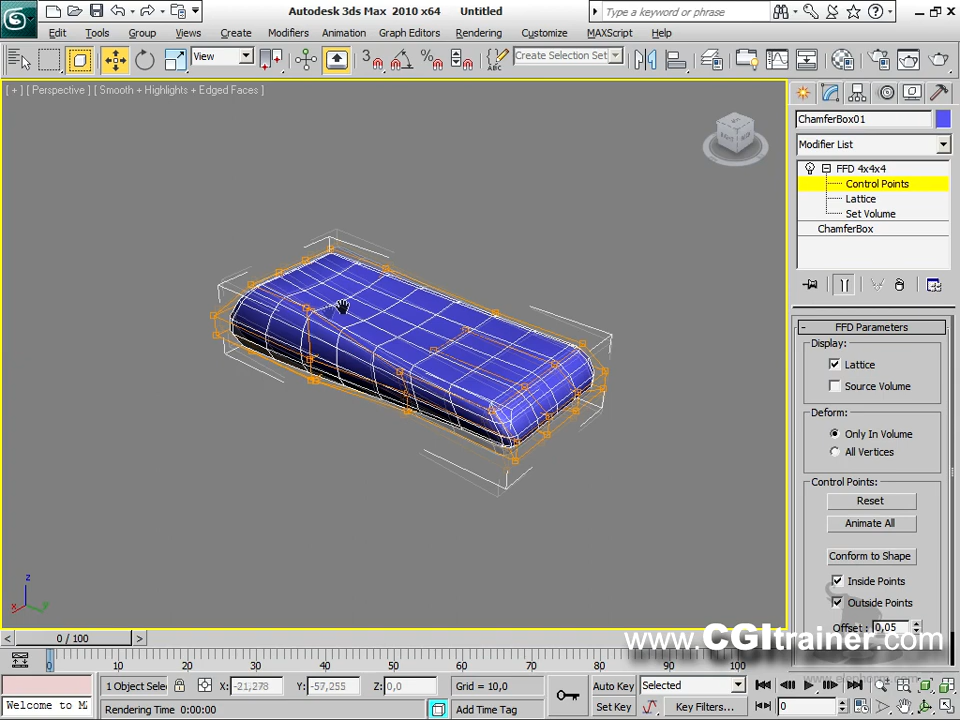 Autodesk 3ds Max 2010 x64 Untitled
Type a keyword or phrase
Edit Tools Group Views Create Modifiers Animation Graph Editors Rendering Customize MAXScript Help
View
Create Selection Set
[ + ] [ Perspective ] [ Smooth + Highlights + Edged Faces ]
ChamferBox01
Modifier List
FFD 4x4x4
Control Points
Lattice
Set Volume
ChamferBox
- FFD Parameters
Display:
Lattice
Source Volume
Deform:
Only In Volume
All Vertices
Control Points:
Reset
Animate All
Conform to Shape
Inside Points
Outside Points
Offset : 0,05
z
x
y
www.CGItrainer.com
< 0 / 100 >
0 10 20 30 40 50 60 70 80 90 100
1 Object Selec X: -21,278 Y: -57,255 Z: 0,0 Grid = 10,0 Auto Key Selected
Welcome to M Rendering Time 0:00:00 Add Time Tag Set Key Key Filters... 0